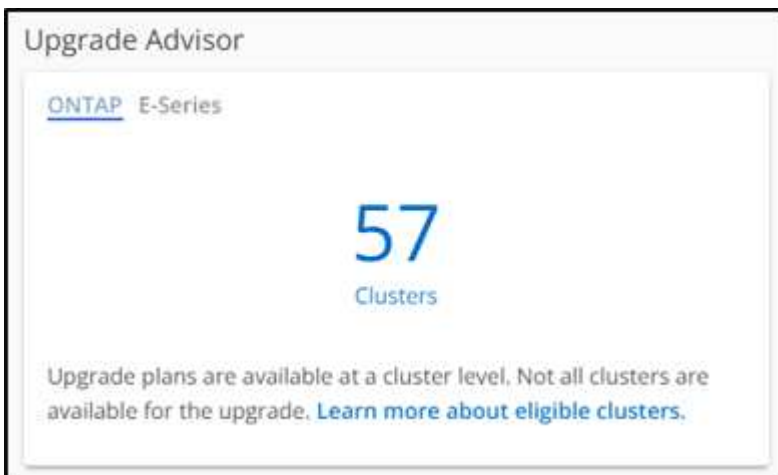 Upgrade Advisor
ONTAP E-Series
57
Clusters
Upgrade plans are available at a cluster level. Not all clusters are
available for the upgrade. Learn more about eligible clusters.